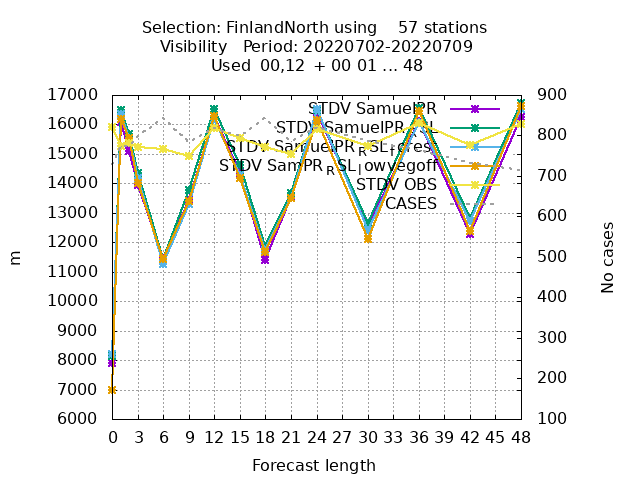 Selection: FinlandNorth using 57 stations
Visibility Period: 20220702-20220709
Used 00,12 + 00 01 ... 48
17000 900
16000 800
15000 700
14000 600
13000 500
12000 400
11000 300
10000 200
9000 100
8000
7000
6000
STDV SamuelPR
STDV OBS
CASES
0 3 6 9 12 15 18 21 24 27 30 33 36 39 42 45 48
m
No cases
Forecast length